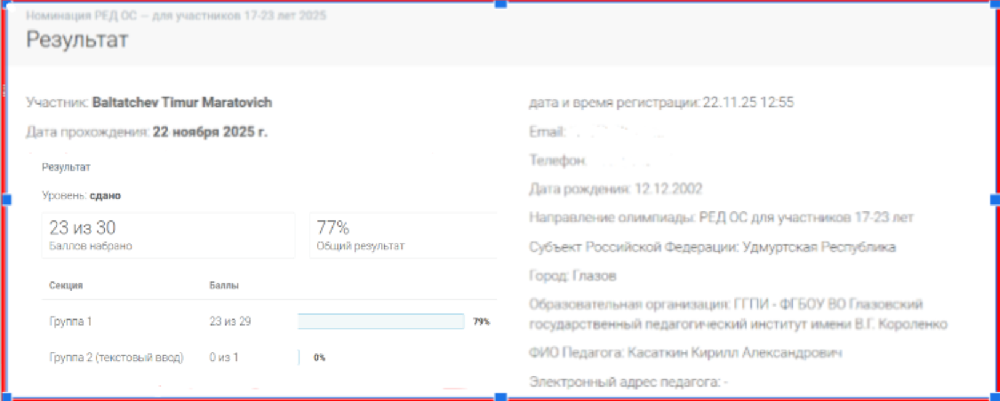 Номинация РЕД ОС — для участников 17-23 лет 2025
Результат
Участник: Baltatchev Timur Maratovich
Дата прохождения: 22 ноября 2025 г.
Результат
Уровень: сдано
23 из 30
Баллов набрано
77%
Общий результат
Секция Баллы
Группа 1 23 из 29 79%
Группа 2 (текстовый ввод) 0 из 1 0%
дата и время регистрации: 22.11.25 12:55
Email:
Телефон:
Дата рождения: 12.12.2002
Направление олимпиады: РЕД ОС для участников 17-23 лет
Субъект Российской Федерации: Удмуртская Республика
Город: Глазов
Образовательная организация: ГГПИ - ФГБОУ ВО Глазовский
государственный педагогический институт имени В.Г. Короленко
ФИО Педагога: Касаткин Кирилл Александрович
Электронный адрес педагога: -